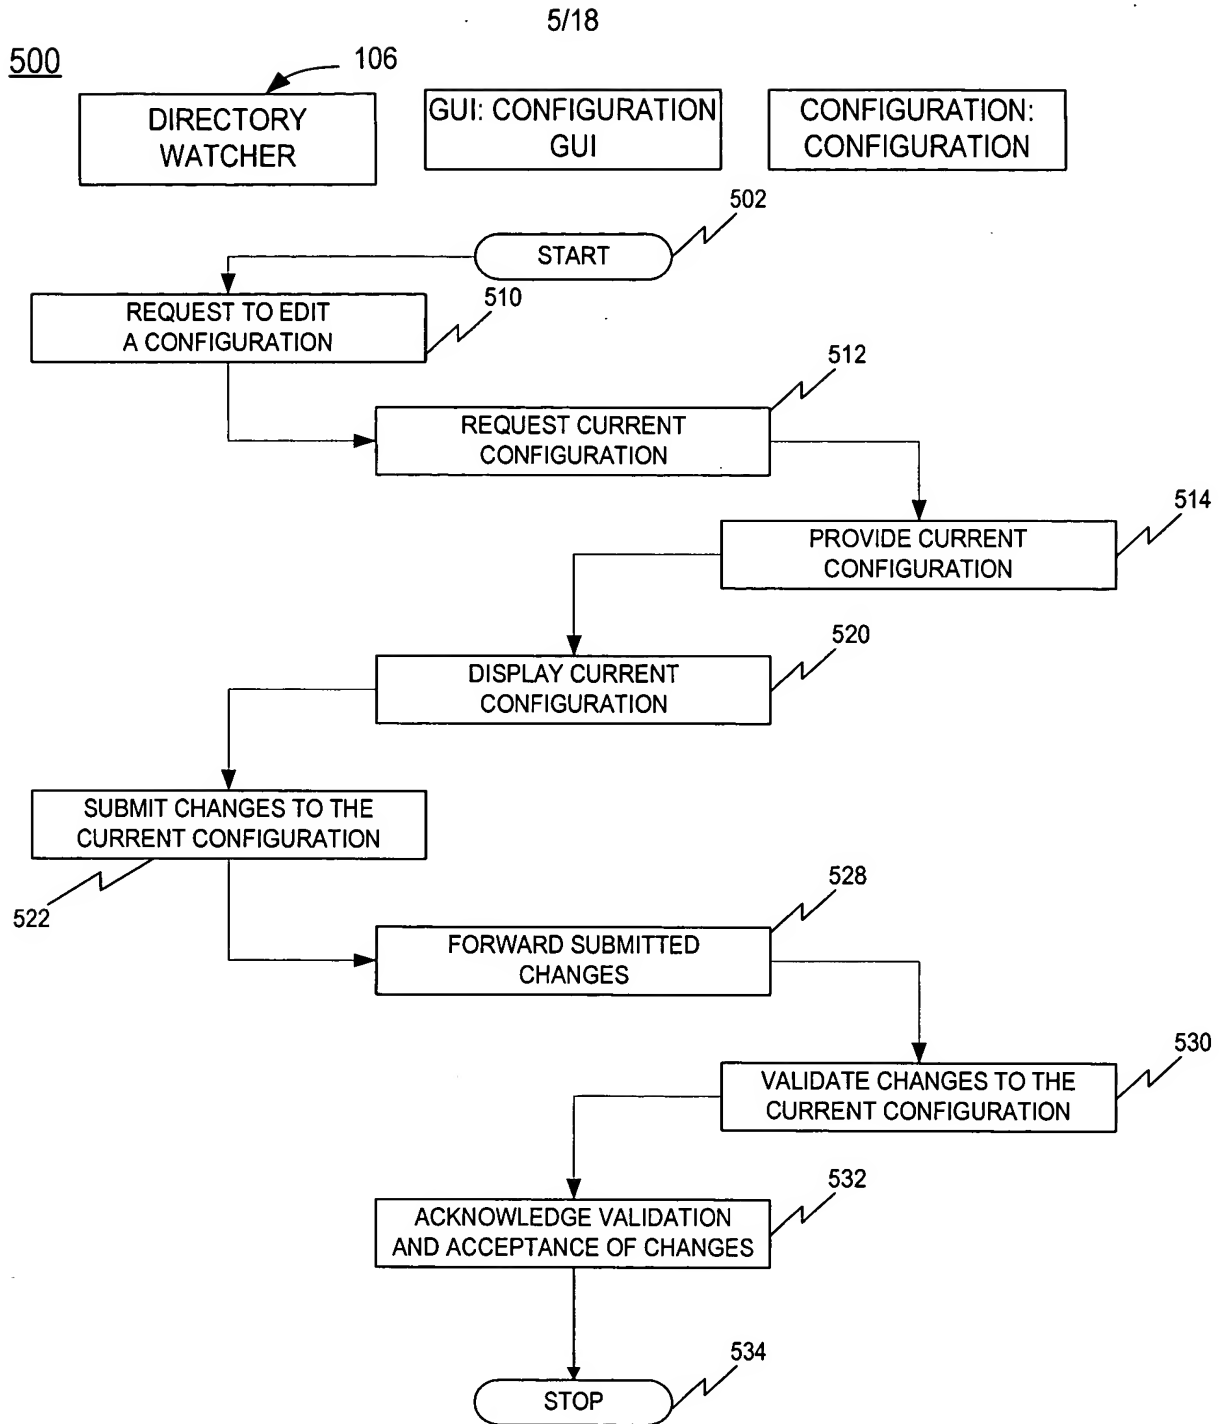 5/18
500
106
DIRECTORY
WATCHER
GUI: CONFIGURATION
GUI
CONFIGURATION:
CONFIGURATION
502
START
REQUEST TO EDIT
A CONFIGURATION
510
512
REQUEST CURRENT
CONFIGURATION
514
PROVIDE CURRENT
CONFIGURATION
520
DISPLAY CURRENT
CONFIGURATION
SUBMIT CHANGES TO THE
CURRENT CONFIGURATION
522
528
FORWARD SUBMITTED
CHANGES
530
VALIDATE CHANGES TO THE
CURRENT CONFIGURATION
532
ACKNOWLEDGE VALIDATION
AND ACCEPTANCE OF CHANGES
534
STOP